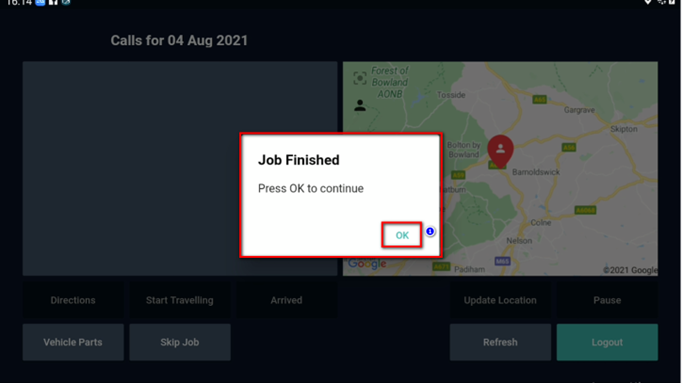 16:14
Calls for 04 Aug 2021
Forest of
Bowland
AONB
Tosside
Gargrave
Skipton
Bolton by
Bowland
Barnoldswick
Colne
Nelson
M65
Padiham
Google
©2021 Google
Job Finished
Press OK to continue
OK
Directions
Start Travelling
Arrived
Update Location
Pause
Vehicle Parts
Skip Job
Refresh
Logout